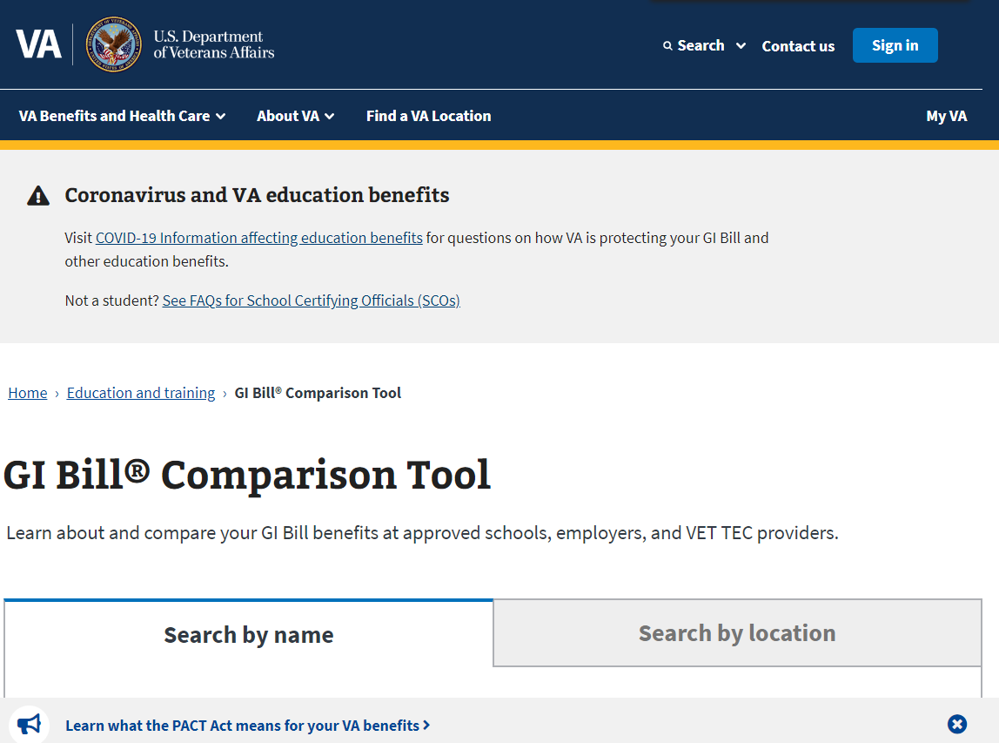 VA
U.S. Department
of Veterans Affairs
Search
Contact us
Sign in
VA Benefits and Health Care
About VA
Find a VA Location
My VA
Coronavirus and VA education benefits
Visit COVID-19 Information affecting education benefits for questions on how VA is protecting your GI Bill and
other education benefits.
Not a student? See FAQs for School Certifying Officials (SCOs)
Home › Education and training › GI Bill® Comparison Tool
GI Bill® Comparison Tool
Learn about and compare your GI Bill benefits at approved schools, employers, and VET TEC providers.
Search by name
Search by location
Learn what the PACT Act means for your VA benefits